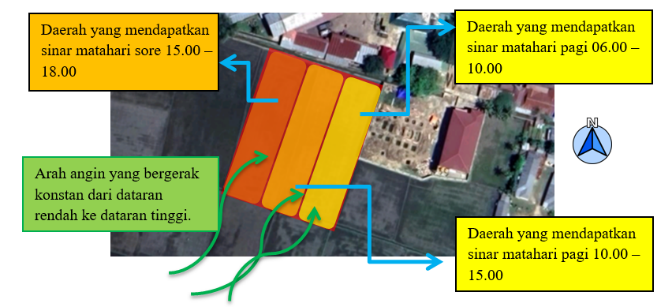 Daerah yang mendapatkan
sinar matahari sore 15.00 –
18.00
Daerah yang mendapatkan
sinar matahari pagi 06.00 –
10.00
N
Arah angin yang bergerak
konstan dari dataran
rendah ke dataran tinggi.
Daerah yang mendapatkan
sinar matahari pagi 10.00 –
15.00